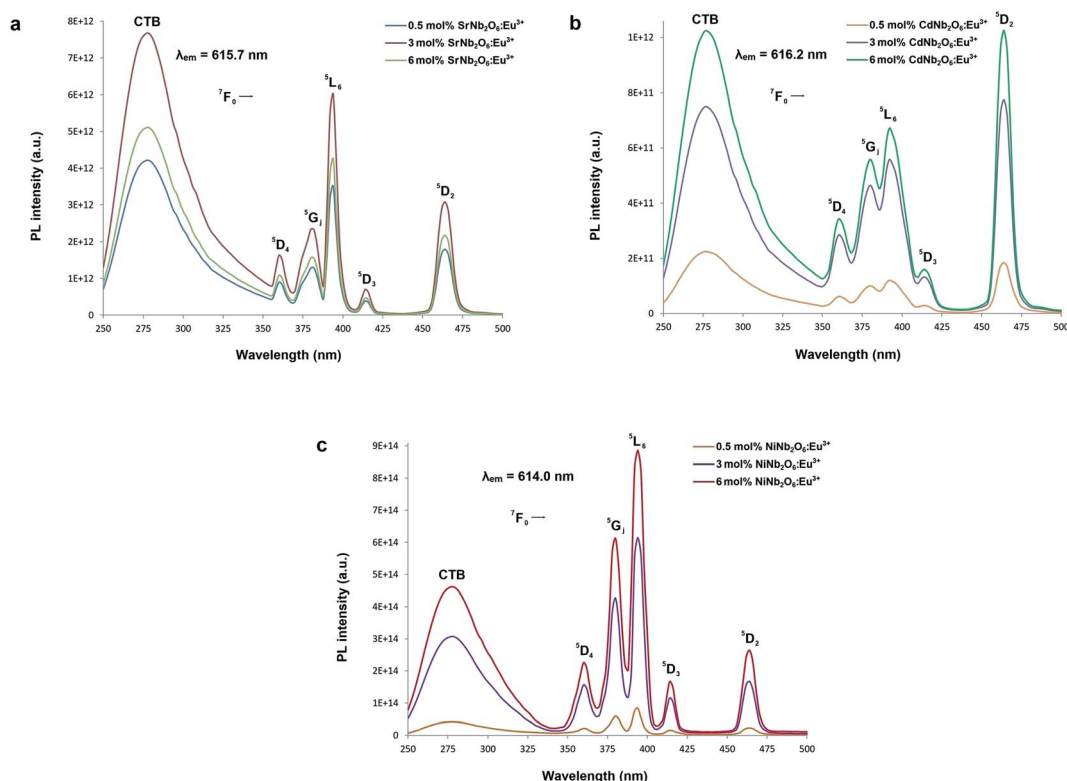 a
CTB
0.5 mol% SrNb₂O₆:Eu³⁺
3 mol% SrNb₂O₆:Eu³⁺
6 mol% SrNb₂O₆:Eu³⁺
λem = 615.7 nm
⁷F₀ →
⁵L₆
⁵D₂
⁵Gⱼ
⁵D₄
⁵D₃
8E+12
7E+12
6E+12
5E+12
4E+12
3E+12
2E+12
1E+12
0
PL intensity (a.u.)
250 275 300 325 350 375 400 425 450 475 500
Wavelength (nm)
b
CTB
0.5 mol% CdNb₂O₆:Eu³⁺
3 mol% CdNb₂O₆:Eu³⁺
6 mol% CdNb₂O₆:Eu³⁺
⁵D₂
λem = 616.2 nm
⁷F₀ →
⁵L₆
⁵Gⱼ
⁵D₄
⁵D₃
1E+12
8E+11
6E+11
4E+11
2E+11
0
PL intensity (a.u.)
250 275 300 325 350 375 400 425 450 475 500
Wavelength (nm)
c
⁵L₆
0.5 mol% NiNb₂O₆:Eu³⁺
3 mol% NiNb₂O₆:Eu³⁺
6 mol% NiNb₂O₆:Eu³⁺
λem = 614.0 nm
⁷F₀ →
⁵Gⱼ
CTB
⁵D₄
⁵D₃
⁵D₂
9E+14
8E+14
7E+14
6E+14
5E+14
4E+14
3E+14
2E+14
1E+14
0
PL intensity (a.u.)
250 275 300 325 350 375 400 425 450 475 500
Wavelength (nm)